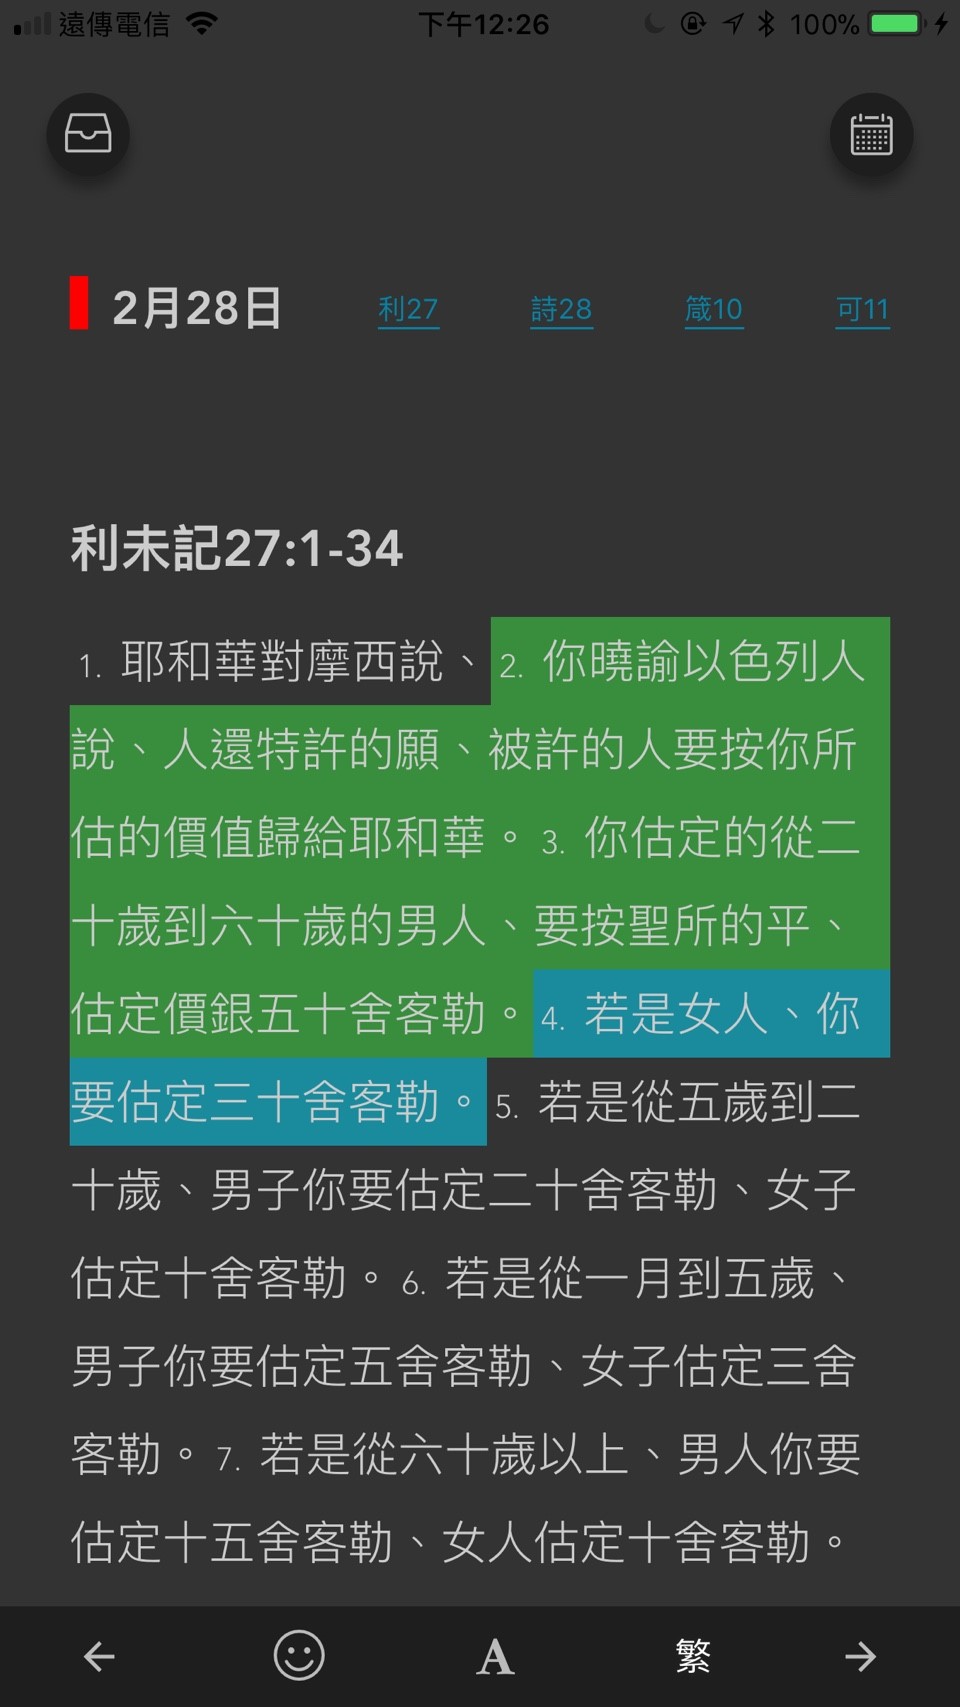 遠傳電信 下午12:26 100%
2月28日 利27 詩28 箴10 可11
利未記27:1-34
1. 耶和華對摩西說、2. 你曉諭以色列人
說、人還特許的願、被許的人要按你所
估的價值歸給耶和華。3. 你估定的從二
十歲到六十歲的男人、要按聖所的平、
估定價銀五十舍客勒。4. 若是女人、你
要估定三十舍客勒。5. 若是從五歲到二
十歲、男子你要估定二十舍客勒、女子
估定十舍客勒。6. 若是從一月到五歲、
男子你要估定五舍客勒、女子估定三舍
客勒。7. 若是從六十歲以上、男人你要
估定十五舍客勒、女人估定十舍客勒。
A 繁